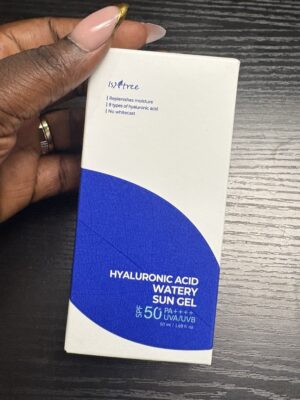 Isntree
| Replenishes moisture
| 8 types of hyaluronic acid
| No whitecast
HYALURONIC ACID
WATERY
SUN GEL
SPF 50+ PA++++
UVA/UVB
50 ml / 1.69 fl. oz